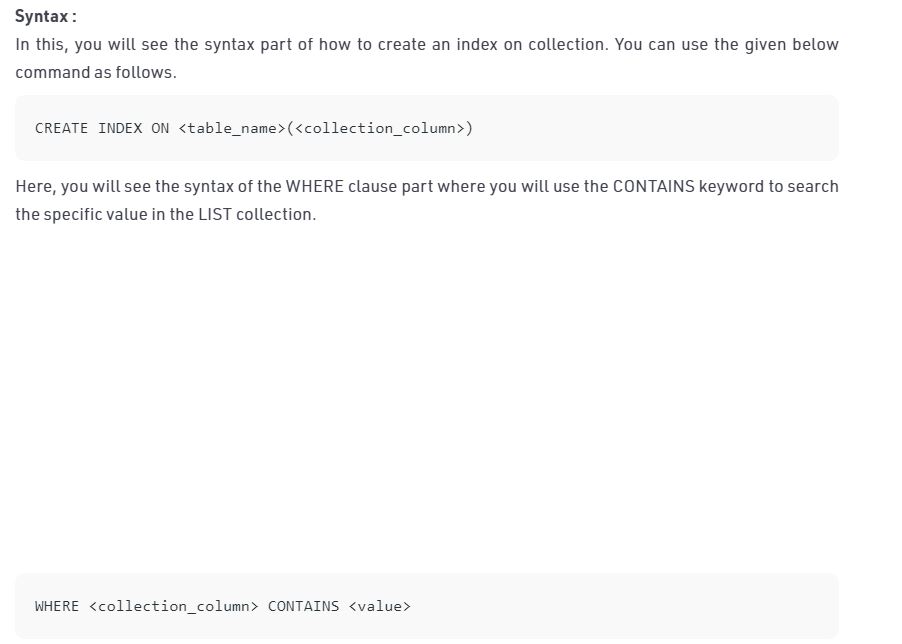 Syntax :
In this, you will see the syntax part of how to create an index on collection. You can use the given below
command as follows.
CREATE INDEX ON <table_name>(<collection_column>)
Here, you will see the syntax of the WHERE clause part where you will use the CONTAINS keyword to search
the specific value in the LIST collection.
WHERE <collection_column> CONTAINS <value>